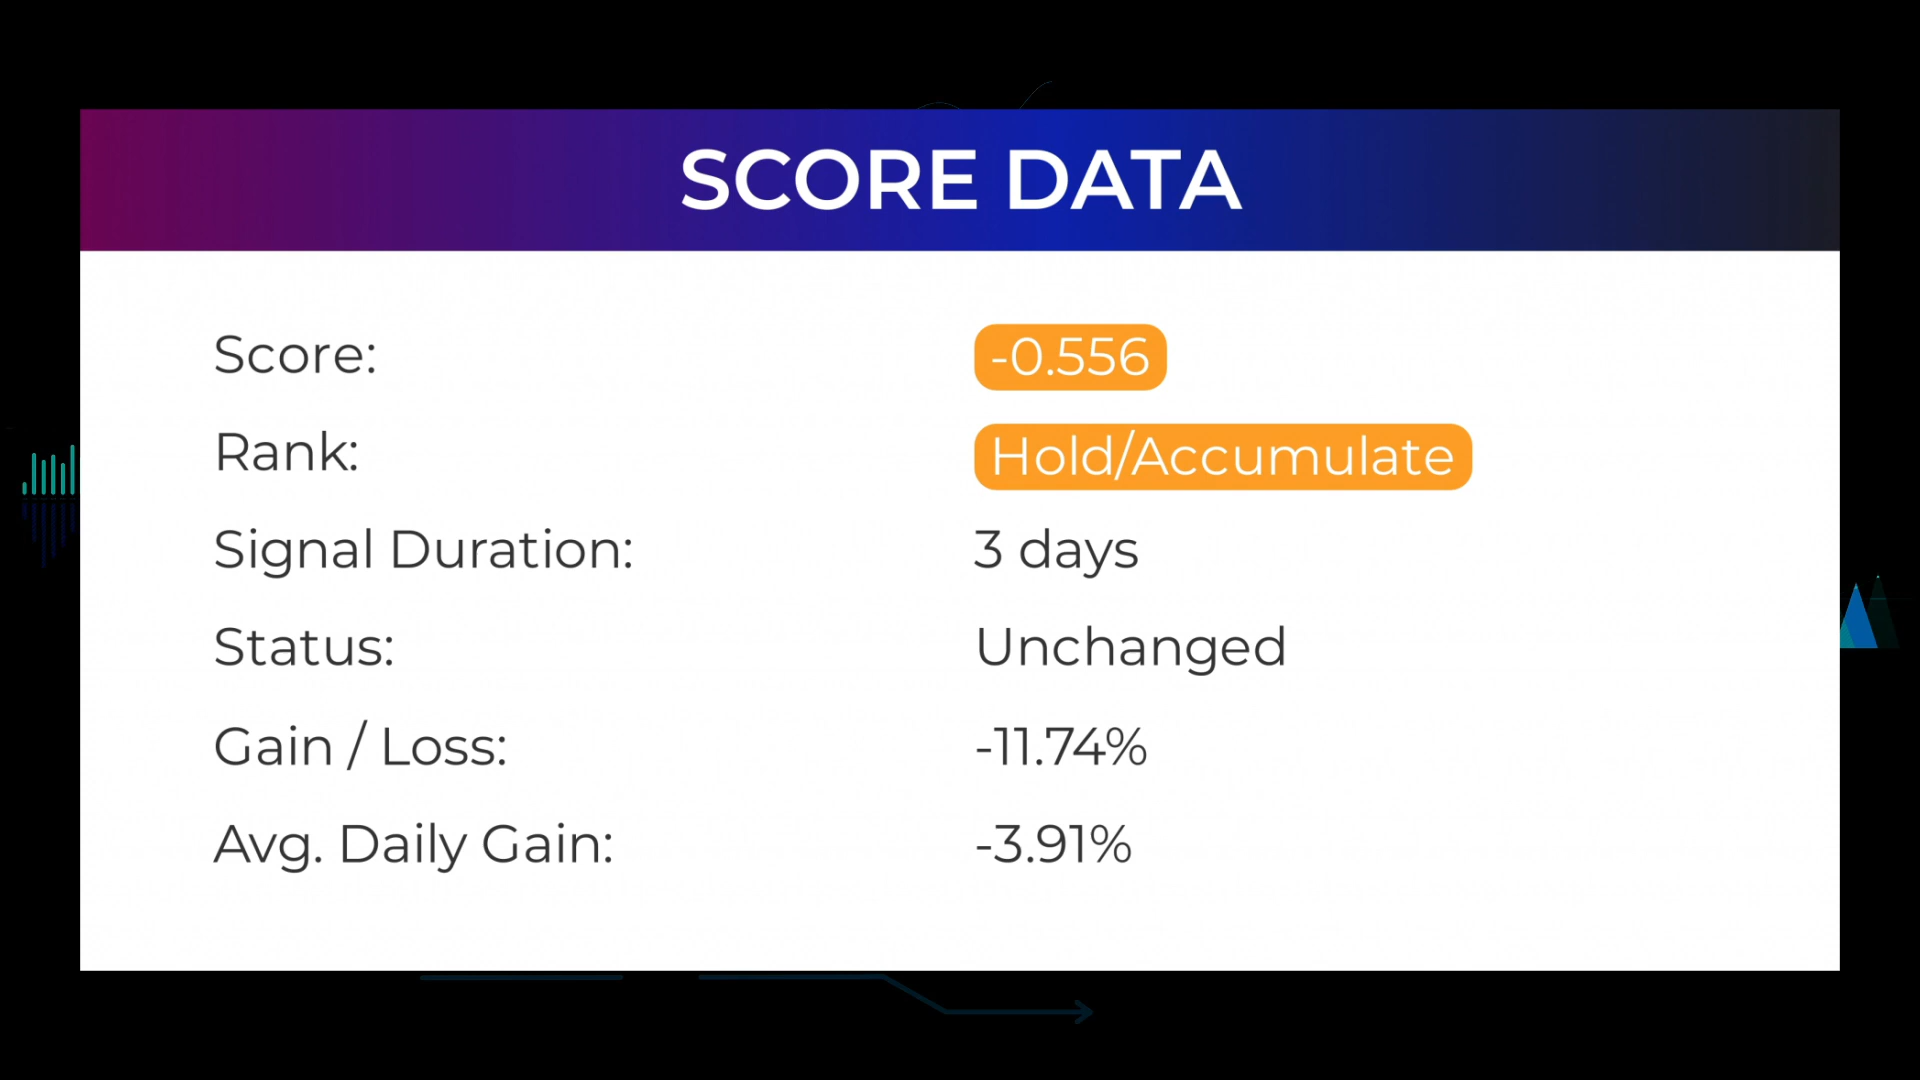 SCORE DATA
Score: -0.556
Rank: Hold/Accumulate
Signal Duration: 3 days
Status: Unchanged
Gain / Loss: -11.74%
Avg. Daily Gain: -3.91%